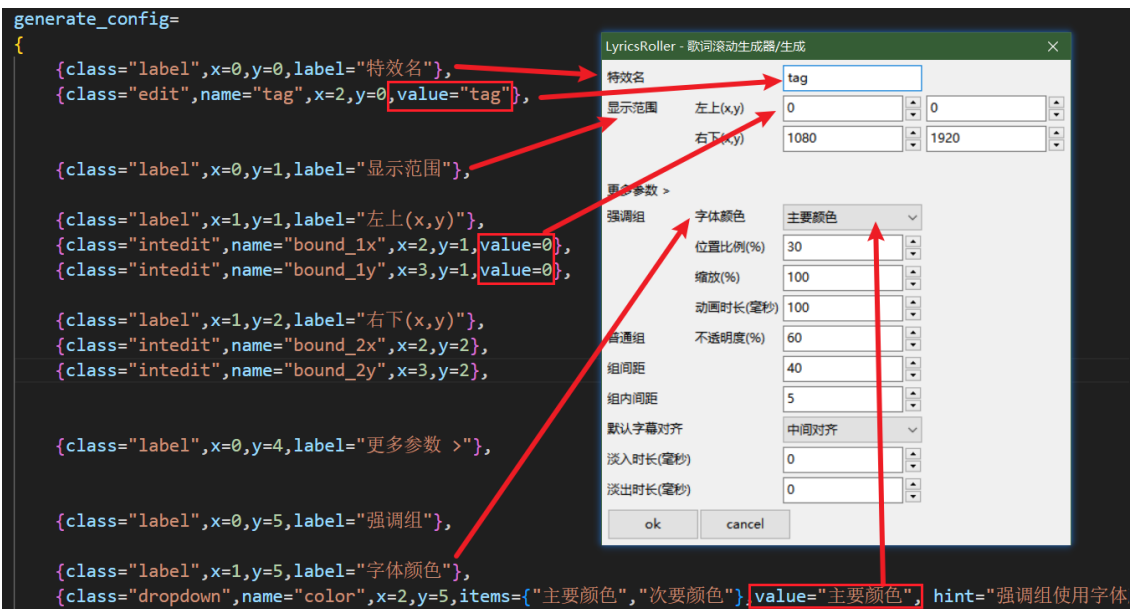 generate_config=
{
{class="label",x=0,y=0,label="特效名"},
{class="edit",name="tag",x=2,y=0,value="tag"},
{class="label",x=0,y=1,label="显示范围"},
{class="label",x=1,y=1,label="左上(x,y)"},
{class="intedit",name="bound_1x",x=2,y=1,value=0},
{class="intedit",name="bound_1y",x=3,y=1,value=0},
{class="label",x=1,y=2,label="右下(x,y)"},
{class="intedit",name="bound_2x",x=2,y=2},
{class="intedit",name="bound_2y",x=3,y=2},
{class="label",x=0,y=4,label="更多参数 >"},
{class="label",x=0,y=5,label="强调组"},
{class="label",x=1,y=5,label="字体颜色"},
{class="dropdown",name="color",x=2,y=5,items={"主要颜色","次要颜色"},value="主要颜色", hint="强调组使用字体
LyricsRoller - 歌词滚动生成器/生成
特效名 tag
显示范围 左上(x,y) 0 0
右下(x,y) 1080 1920
更多参数 >
强调组 字体颜色 主要颜色
位置比例(%) 30
缩放(%) 100
动画时长(毫秒) 100
普通组 不透明度(%) 60
组间距 40
组内间距 5
默认字幕对齐 中间对齐
淡入时长(毫秒) 0
淡出时长(毫秒) 0
ok cancel